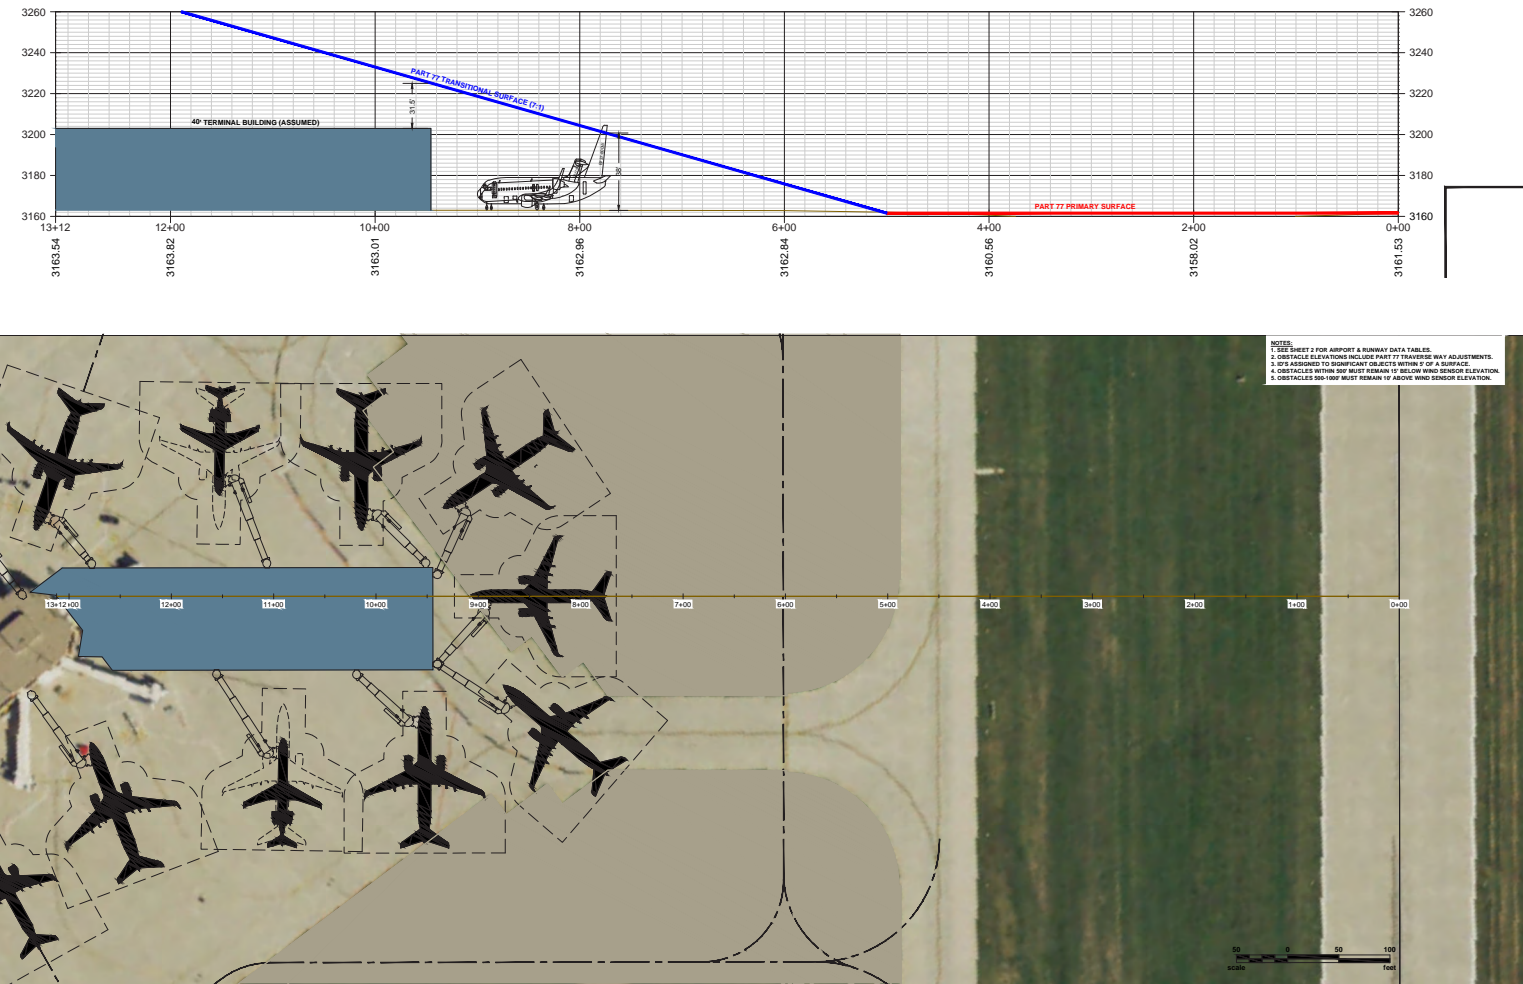 3260 3260
3240 3240
3220 3220
3200 3200
3180 3180
3160 3160
PART 77 TRANSITIONAL SURFACE (7:1)
31.5'
40' TERMINAL BUILDING (ASSUMED)
38'
PART 77 PRIMARY SURFACE
13+12 12+00 10+00 8+00 6+00 4+00 2+00 0+00
3163.54 3163.82 3163.01 3162.96 3162.84 3160.56 3158.02 3161.53
NOTES:
1. SEE SHEET 2 FOR AIRPORT & RUNWAY DATA TABLES.
2. OBSTACLE ELEVATIONS INCLUDE PART 77 TRAVERSE WAY ADJUSTMENTS.
3. ID'S ASSIGNED TO SIGNIFICANT OBJECTS WITHIN 5' OF A SURFACE.
4. OBSTACLES WITHIN 500' MUST REMAIN 15' BELOW WIND SENSOR ELEVATION.
5. OBSTACLES 500-1000' MUST REMAIN 10' ABOVE WIND SENSOR ELEVATION.
13+12+00 12+00 11+00 10+00 9+00 8+00 7+00 6+00 5+00 4+00 3+00 2+00 1+00 0+00
50 0 50 100
scale feet